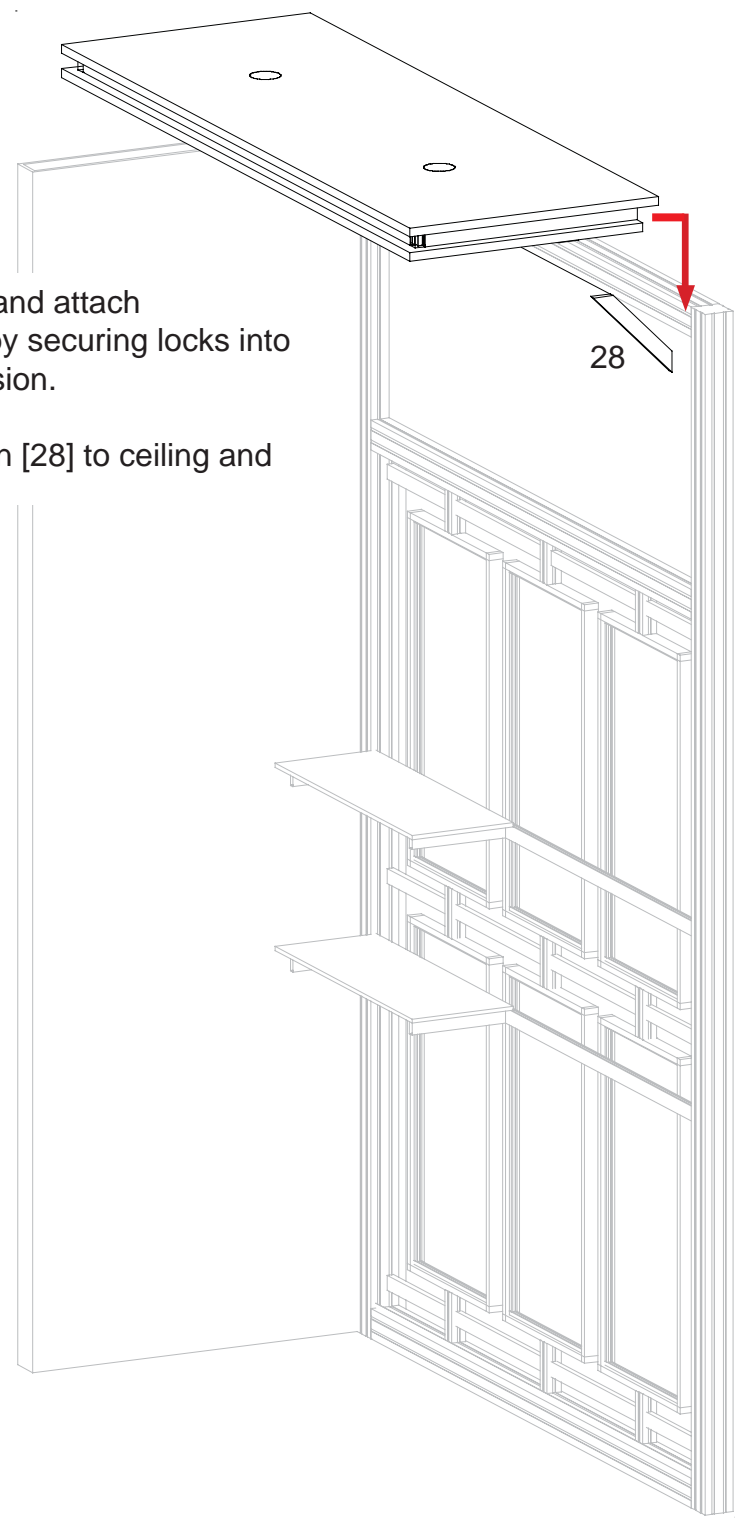 and attach
by securing locks into
sion.
n [28] to ceiling and
28